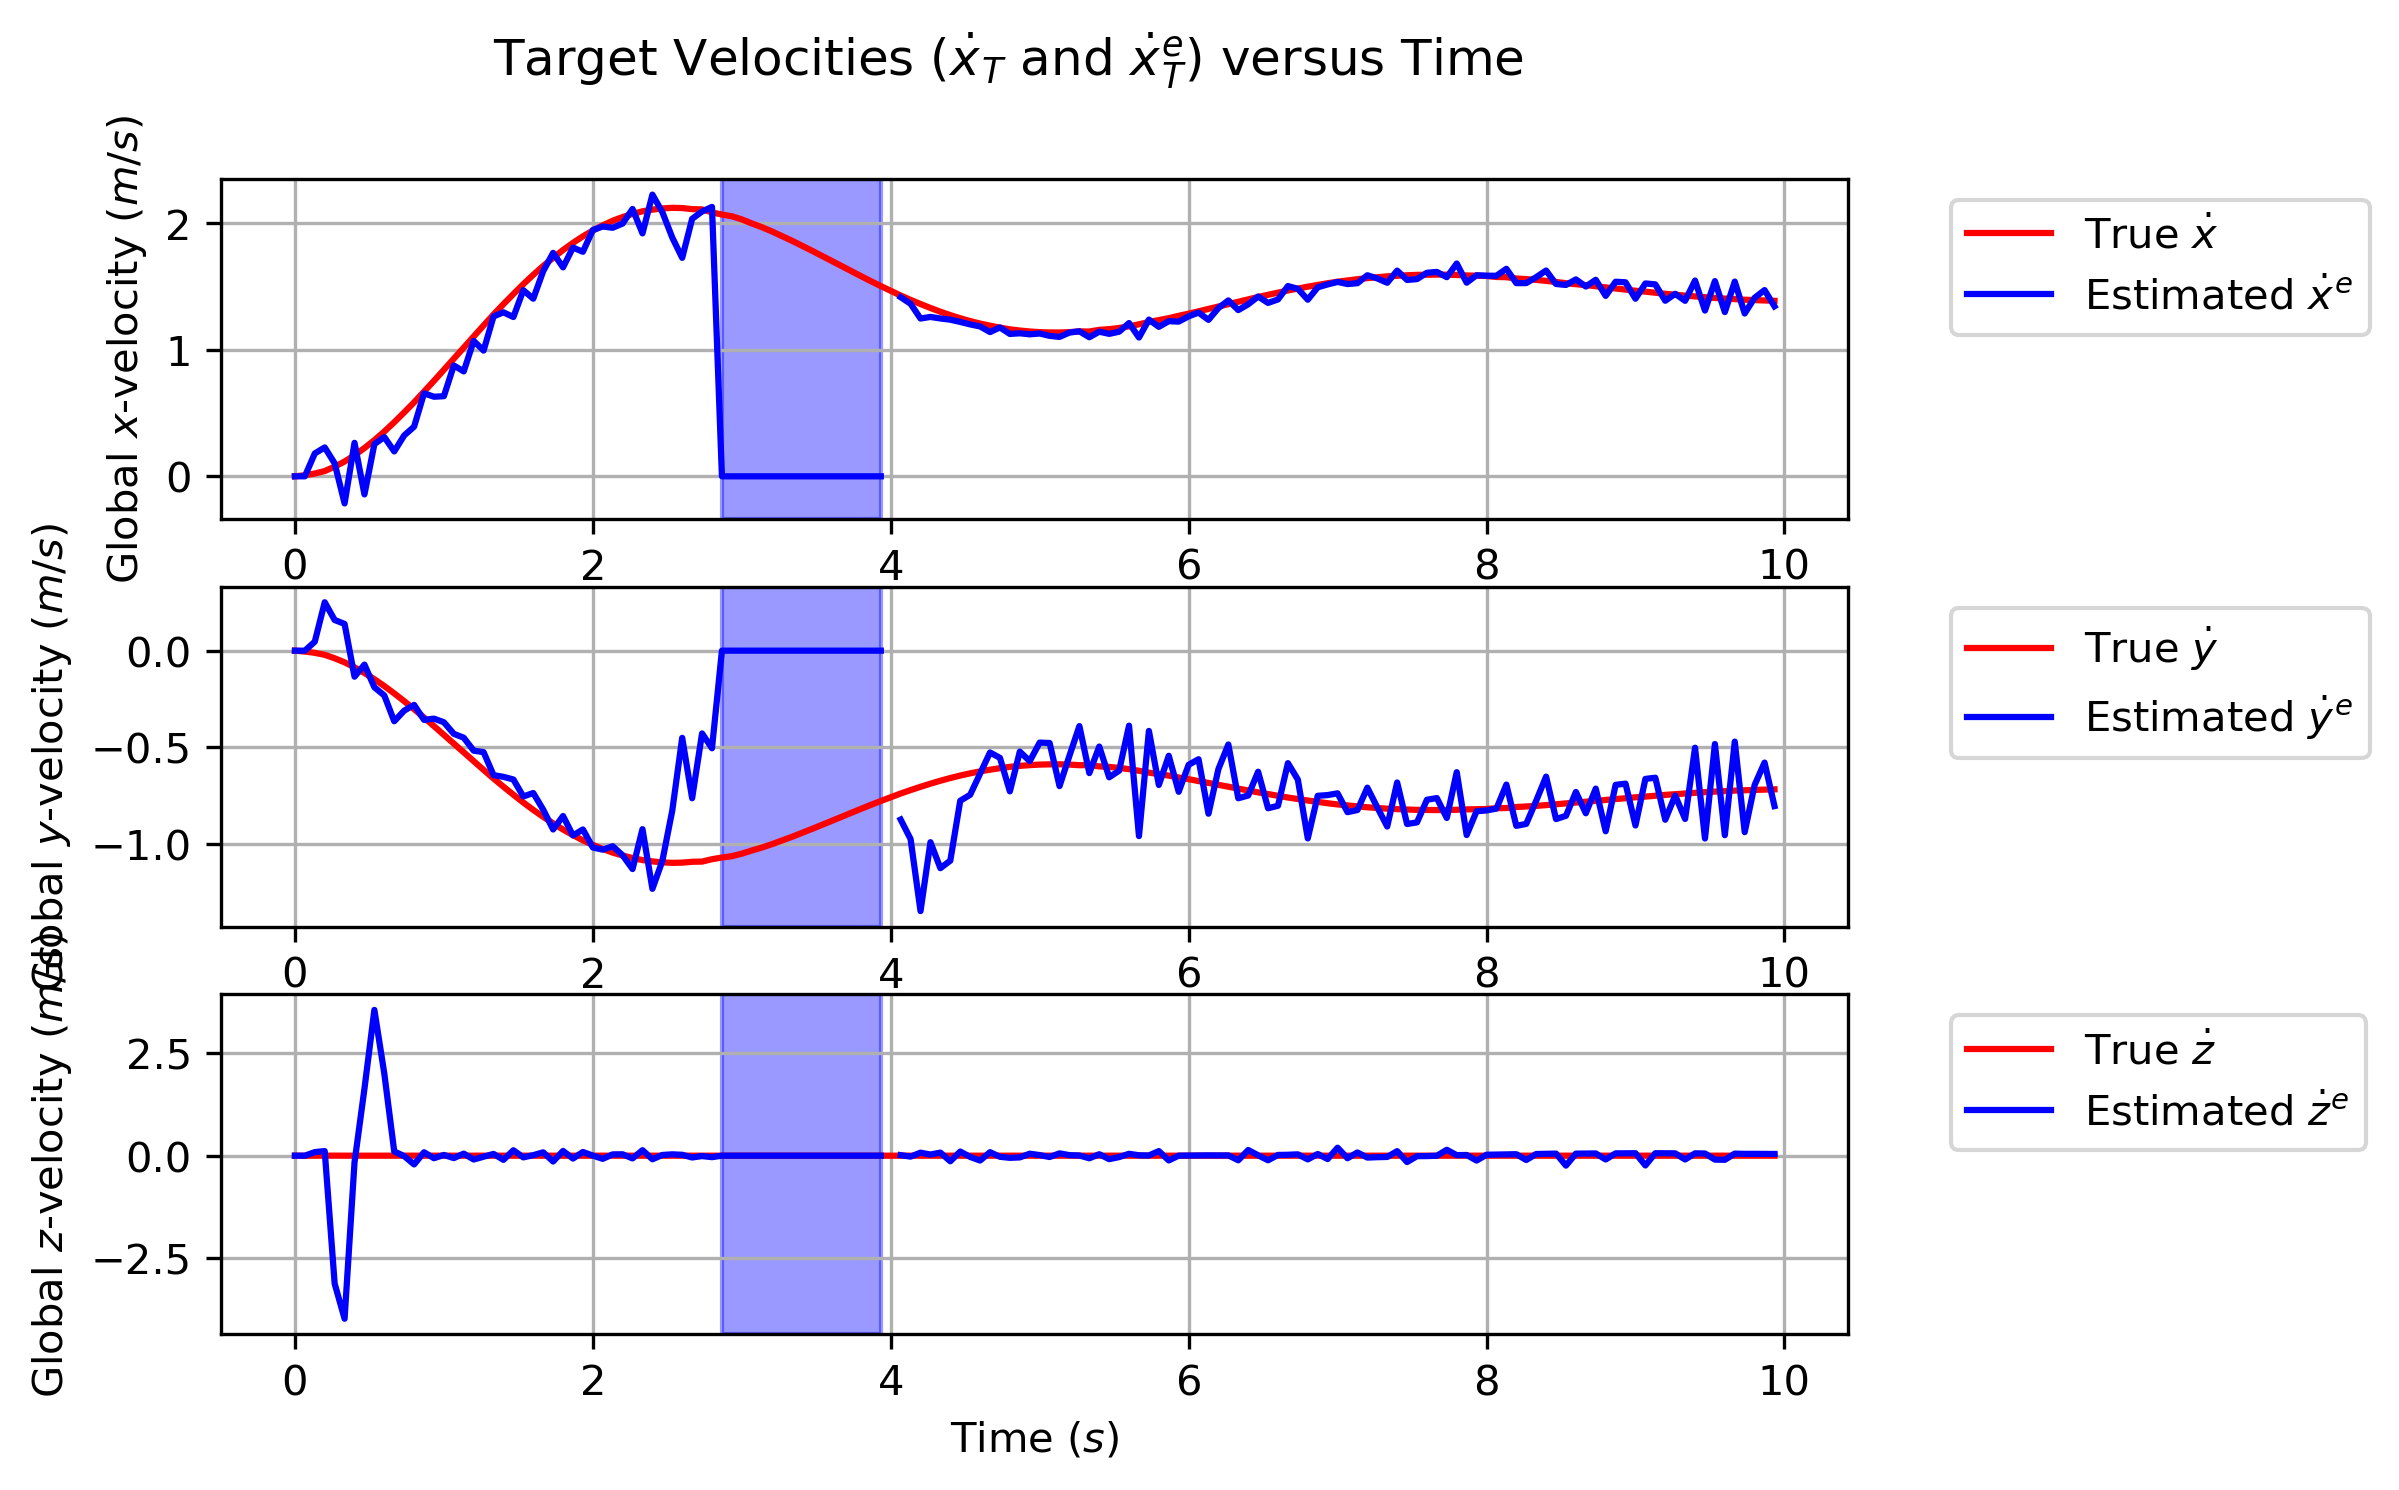 Target Velocities (ẋ_T and ẋ_T^e) versus Time
Global x-velocity (m/s)
2
1
0
0 2 4 6 8 10
True ẋ
Estimated ẋ^e
Global y-velocity (m/s)
0.0
−0.5
−1.0
0 2 4 6 8 10
True ẏ
Estimated ẏ^e
Global z-velocity (m/s)
2.5
0.0
−2.5
0 2 4 6 8 10
True ż
Estimated ż^e
Time (s)